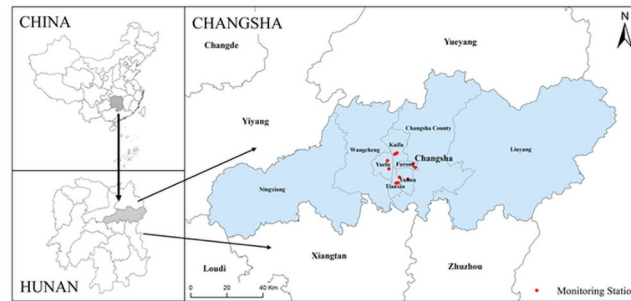 CHINA
CHANGSHA
N
Changde
Yueyang
Yiyang
Changsha County
Wangcheng
Kaifu
Liuyang
Yuelu
Furong
Changsha
Ningxiang
Yuhua
Tianxin
Xiangtan
Loudi
Zhuzhou
HUNAN
0
20
40 Km
Monitoring Station